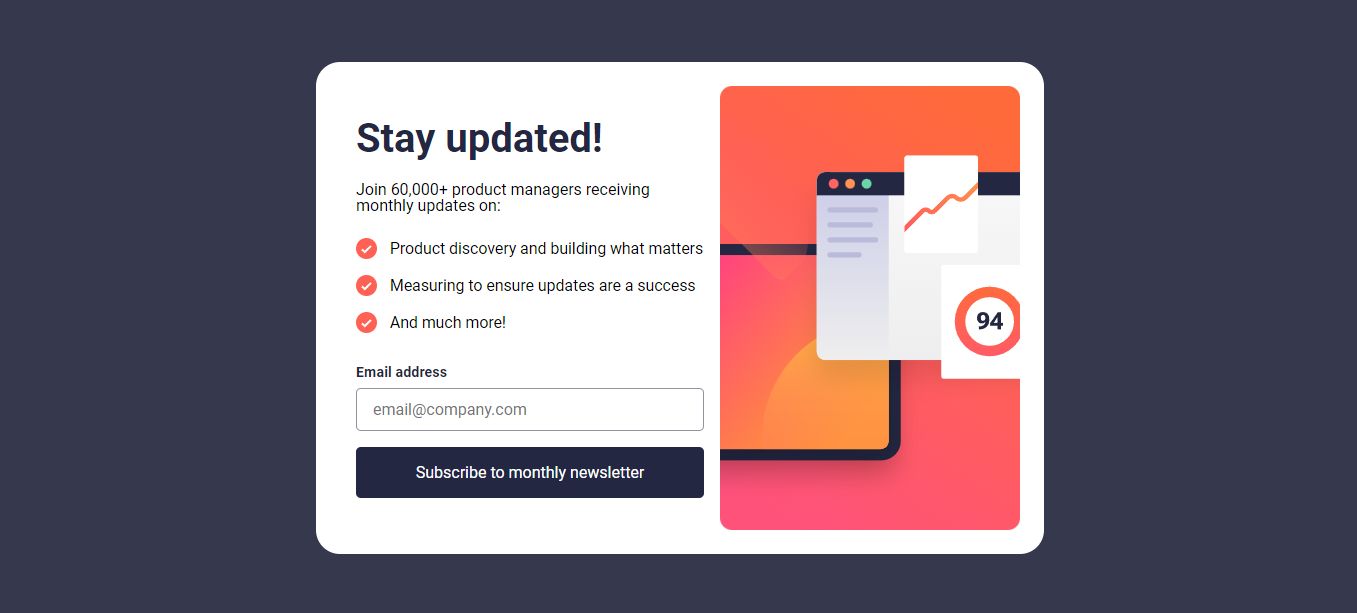 Stay updated!
Join 60,000+ product managers receiving
monthly updates on:
Product discovery and building what matters
Measuring to ensure updates are a success
And much more!
Email address
email@company.com
Subscribe to monthly newsletter
94